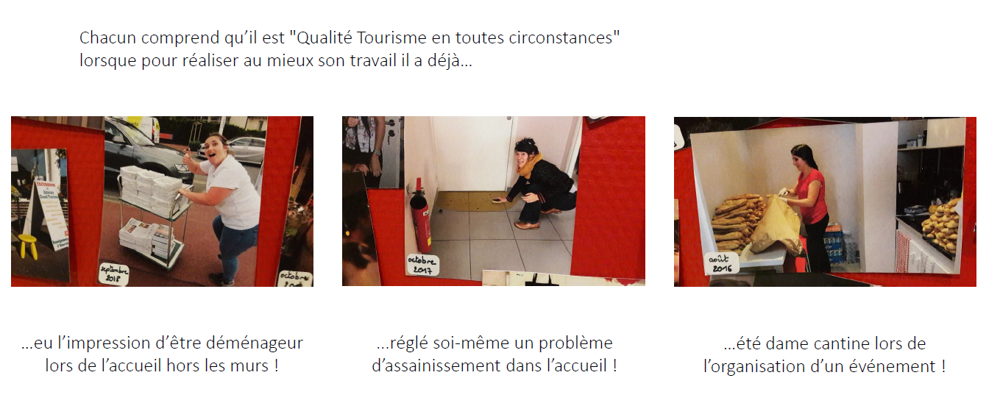 Chacun comprend qu’il est "Qualité Tourisme en toutes circonstances"
lorsque pour réaliser au mieux son travail il a déjà…
septembre
2018
octobre
octobre
2017
août
2016
…eu l’impression d’être déménageur
lors de l’accueil hors les murs !
…réglé soi-même un problème
d’assainissement dans l’accueil !
…été dame cantine lors de
l’organisation d’un événement !